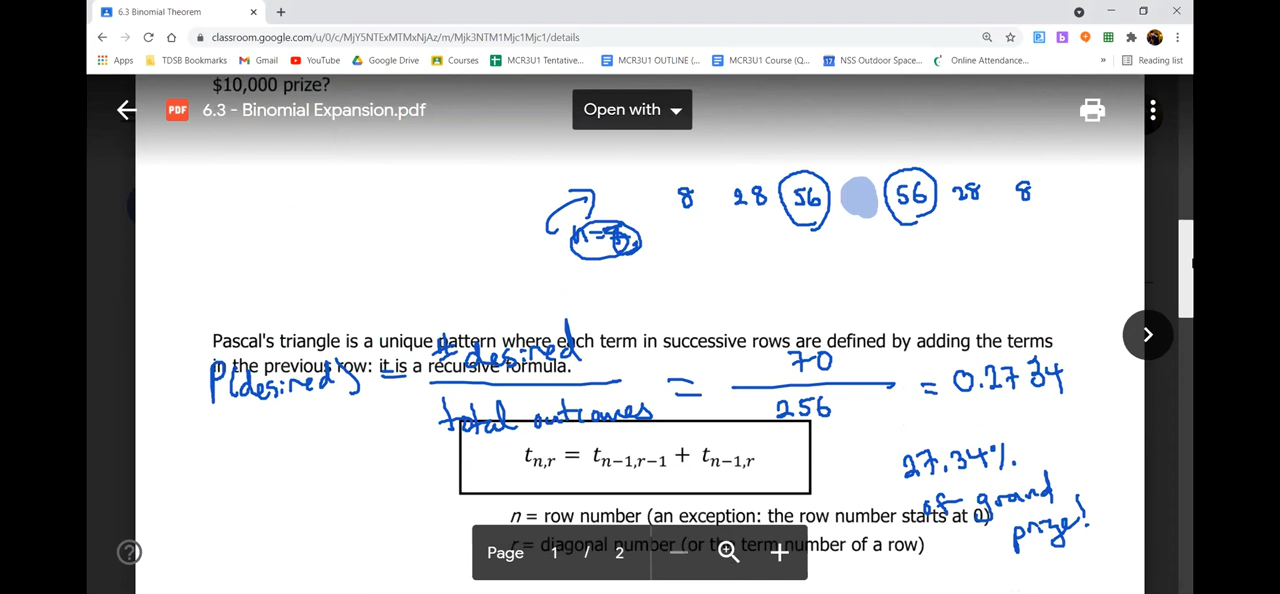 6.3 Binomial Theorem
classroom.google.com/u/0/c/MjY5NTExMTMxNjAz/m/Mjk3NTM1Mjc1Mjc1/details
Apps TDSB Bookmarks Gmail YouTube Google Drive Courses MCR3U1 Tentative... MCR3U1 OUTLINE (... MCR3U1 Course (Q... NSS Outdoor Space... Online Attendance... » Reading list
$10,000 prize?
PDF 6.3 - Binomial Expansion.pdf Open with
8 28 56 56 28 8
Pascal's triangle is a unique pattern where each term in successive rows are defined by adding the terms
in the previous row: it is a recursive formula.
P(desired) = # desired / total outcomes = 70 / 256 = 0.2734
tn,r = tn−1,r−1 + tn−1,r
27.34%
of grand
prize!
n = row number (an exception: the row number starts at 0)
r = diagonal number (or the term number of a row)
Page 1 / 2